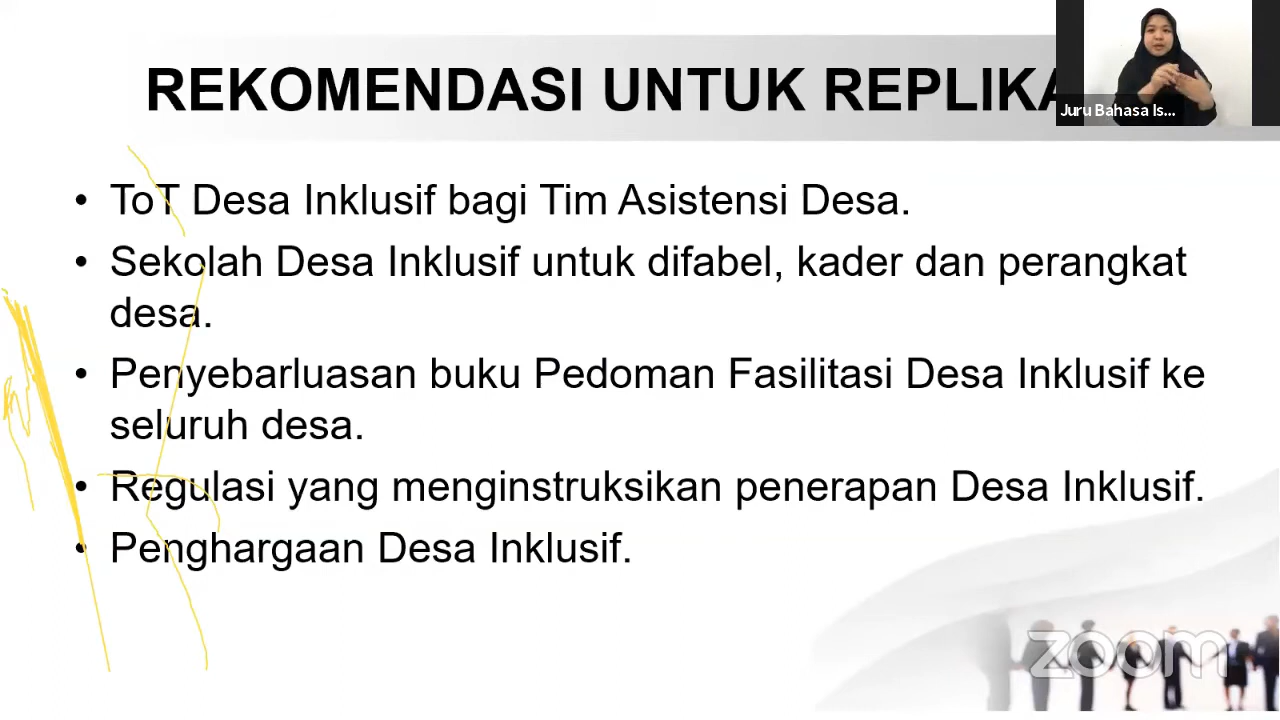 REKOMENDASI UNTUK
Juru Bahasa Is...
• ToT Desa Inklusif bagi Tim Asistensi Desa.
• Sekolah Desa Inklusif untuk difabel, kader dan perangkat
desa.
• Penyebarluasan buku Pedoman Fasilitasi Desa Inklusif ke
seluruh desa.
• Regulasi yang menginstruksikan penerapan Desa Inklusif.
• Penghargaan Desa Inklusif.
zoom